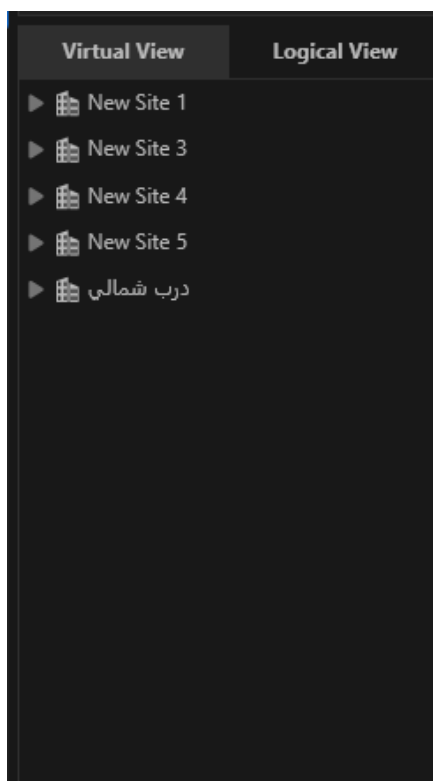 Virtual View Logical View
New Site 1
New Site 3
New Site 4
New Site 5
درب شمالي